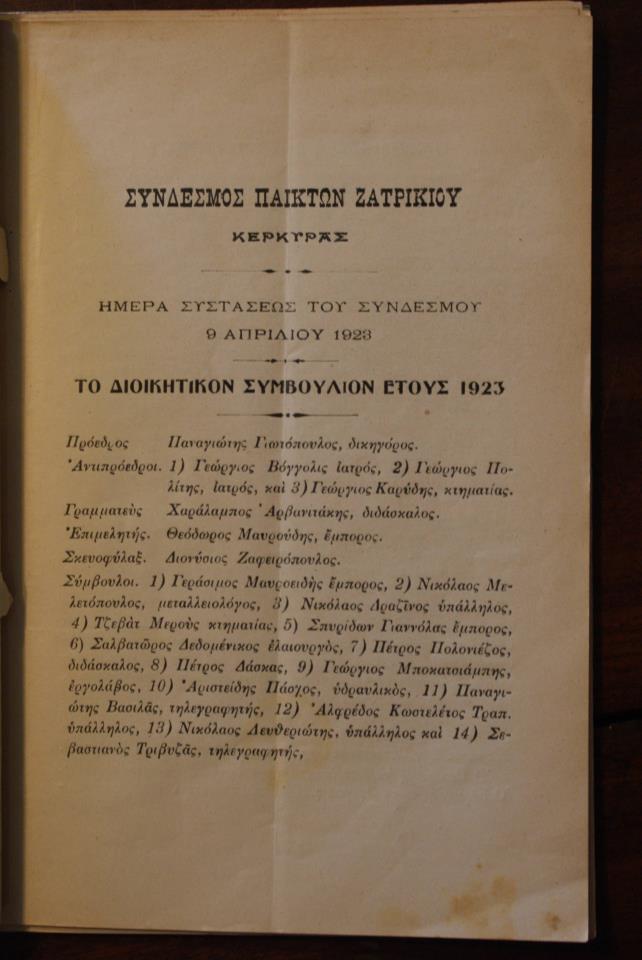 ΣΥΝΔΕΣΜΟΣ ΠΑΙΚΤΩΝ ΖΑΤΡΙΚΙΟΥ
ΚΕΡΚΥΡΑΣ
ΗΜΕΡΑ ΣΥΣΤΑΣΕΩΣ ΤΟΥ ΣΥΝΔΕΣΜΟΥ
9 ΑΠΡΙΛΙΟΥ 1923
ΤΟ ΔΙΟΙΚΗΤΙΚΟΝ ΣΥΜΒΟΥΛΙΟΝ ΕΤΟΥΣ 1923
Πρόεδρος Παναγιώτης Γιωτόπουλος, δικηγόρος.
Ἀντιπρόεδροι. 1) Γεώργιος Βόγγολις ἰατρός, 2) Γεώργιος Πο-
λίτης, ἰατρός, καὶ 3) Γεώργιος Καρύδης, κτηματίας.
Γραμματεὺς Χαράλαμπος Ἀρβανιτάκης, διδάσκαλος.
Ἐπιμελητής. Θεόδωρος Μαυρούδης, ἔμπορος.
Σκευοφύλαξ. Διονύσιος Ζαφειρόπουλος.
Σύμβουλοι. 1) Γεράσιμος Μαυροειδὴς ἔμπορος, 2) Νικόλαος Με-
λετόπουλος, μεταλλειολόγος, 3) Νικόλαος Δραζῖνος ὑπάλληλος,
4) Τζεβὰτ Μεροὺς κτηματίας, 5) Σπυρίδων Γιαννόλας ἔμπορος,
6) Σαλβατῶρος Δεδομένικος ἐλαιουργὸς, 7) Πέτρος Πολονιέζος,
διδάσκαλος, 8) Πέτρος Δάσκας, 9) Γεώργιος Μποκατσιάμπης,
ἐργολάβος, 10) Ἀριστείδης Πάσχος, ὑδραυλικὸς, 11) Παναγι-
ώτης Βασιλᾶς, τηλεγραφητής, 12) Ἀλφρέδος Κωστελέτος Τραπ.
ὑπάλληλος, 13) Νικόλαος Λευθεριώτης, ὑπάλληλος καὶ 14) Σε-
βαστιανὸς Τριβυζᾶς, τηλεγραφητής,